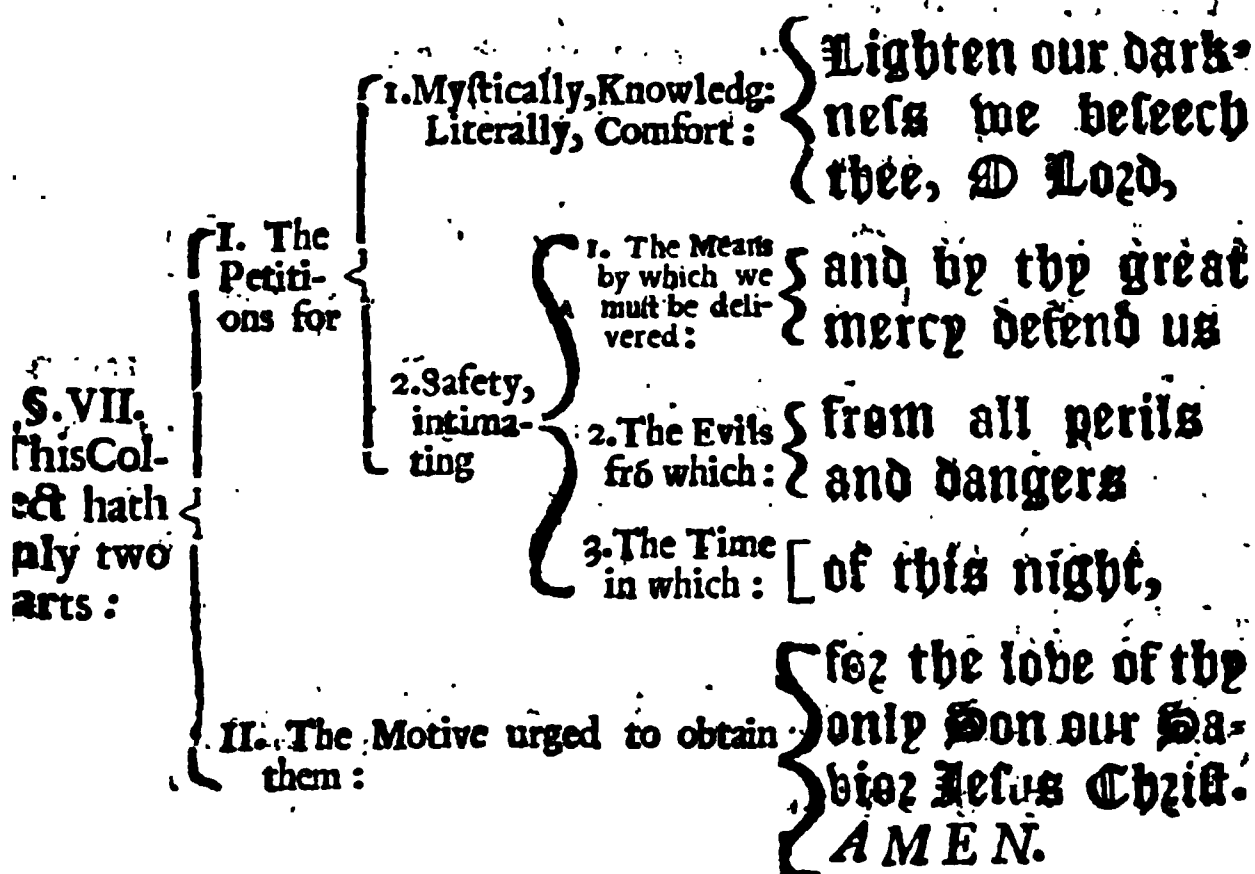 §.VII.
ThisCol-
ect hath
nly two
arts :
I. The
Petiti-
ons for
1.Myſtically,Knowledg:
Literally, Comfort :
Lighten our dark-
neſs we beſeech
thee, O Lord,
2.Safety,
intima-
ting
1. The Means
by which we
muſt be deli-
vered :
and by thy great
mercy defend us
2.The Evils
frõ which :
from all perils
and dangers
3.The Time
in which :
of this night,
II. The Motive urged to obtain
them :
for the love of thy
only Son our Sa-
vior Jeſus Chriſt.
AMEN.